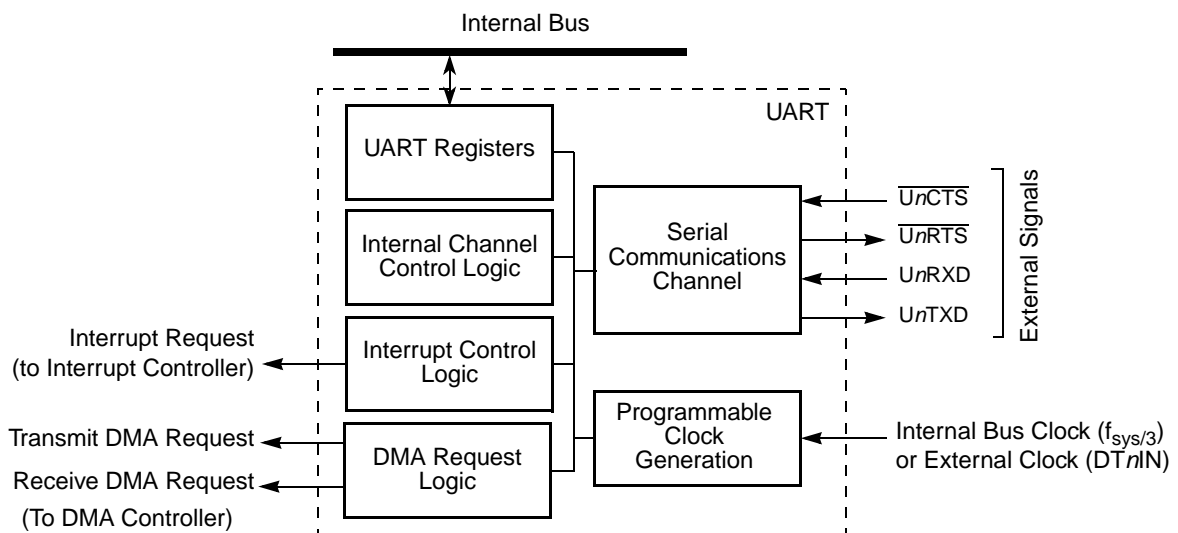 Internal Bus
UART
UART Registers
Internal Channel
Control Logic
Interrupt Control
Logic
DMA Request
Logic
Serial
Communications
Channel
Programmable
Clock
Generation
UnCTS
UnRTS
UnRXD
UnTXD
External Signals
Interrupt Request
(to Interrupt Controller)
Transmit DMA Request
Receive DMA Request
(To DMA Controller)
Internal Bus Clock (fsys/3)
or External Clock (DTnIN)